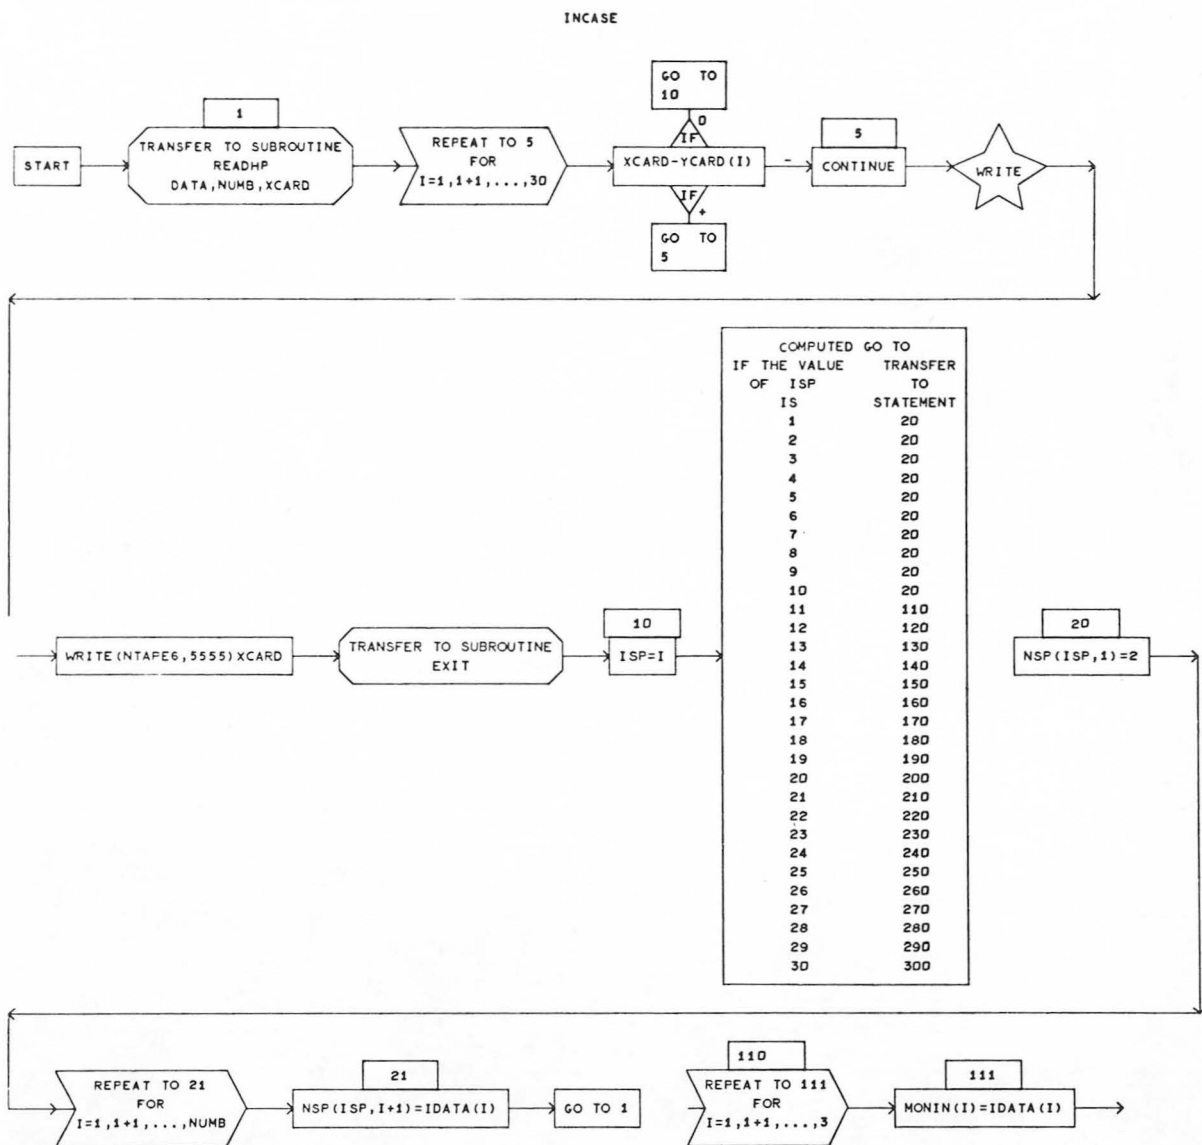 INCASE
GO TO
10
0
IF
1
START
TRANSFER TO SUBROUTINE
READHP
DATA,NUMB,XCARD
REPEAT TO 5
FOR
I=1,1+1,...,30
XCARD-YCARD(I)
-
5
CONTINUE
WRITE
IF
+
GO TO
5
WRITE(NTAPE6,5555)XCARD
TRANSFER TO SUBROUTINE
EXIT
10
ISP=I
COMPUTED GO TO
IF THE VALUE TRANSFER
OF ISP TO
IS STATEMENT
1 20
2 20
3 20
4 20
5 20
6 20
7 20
8 20
9 20
10 20
11 110
12 120
13 130
14 140
15 150
16 160
17 170
18 180
19 190
20 200
21 210
22 220
23 230
24 240
25 250
26 260
27 270
28 280
29 290
30 300
20
NSP(ISP,1)=2
REPEAT TO 21
FOR
I=1,1+1,...,NUMB
21
NSP(ISP,I+1)=IDATA(I)
GO TO 1
110
REPEAT TO 111
FOR
I=1,1+1,...,3
111
MONIN(I)=IDATA(I)